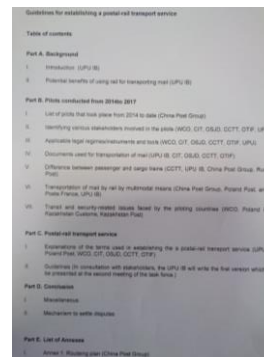 Guidelines for establishing a postal-rail transport service
Table of contents
Part A. Background
I. Introduction (UPU IB)
II. Potential benefits of using rail for transporting mail (UPU IB)
Part B. Pilots conducted from 2014to 2017
I. List of pilots that took place from 2014 to date (China Post Group)
II. Identifying various stakeholders involved in the pilots (WCO, CIT, OSJD, CCTT, OTIF, UP
III. Applicable legal regimes/instruments and tools (WCO, CIT, OSJD, CCTT, OTIF, UPU)
IV. Documents used for transportation of mail (UPU IB, CIT, OSJD, CCTT, OTIF)
V. Difference between passenger and cargo trains (CCTT, UPU IB, China Post Group, Ru
Post)
VI. Transportation of mail by rail by multimodal means (China Post Group, Poland Post, an
Poste France, UPU IB)
VII. Transit and security-related issues faced by the piloting countries (WCO, Poland
Kazakhstan Customs, Kazakhstan Post)
Part C. Postal-rail transport service
I. Explanations of the terms used in establishing the a postal-rail transport service (UPU
Poland Post, WCO, CIT, OSJD, CCTT, OTIF)
II. Guidelines (In consultation with stakeholders, the UPU IB will write the first version which
be presented at the second meeting of the task force.)
Part D. Conclusion
I. Miscellaneous
II. Mechanism to settle disputes
Part E. List of Annexes
I. Annex 1. Routeing plan (China Post Group)